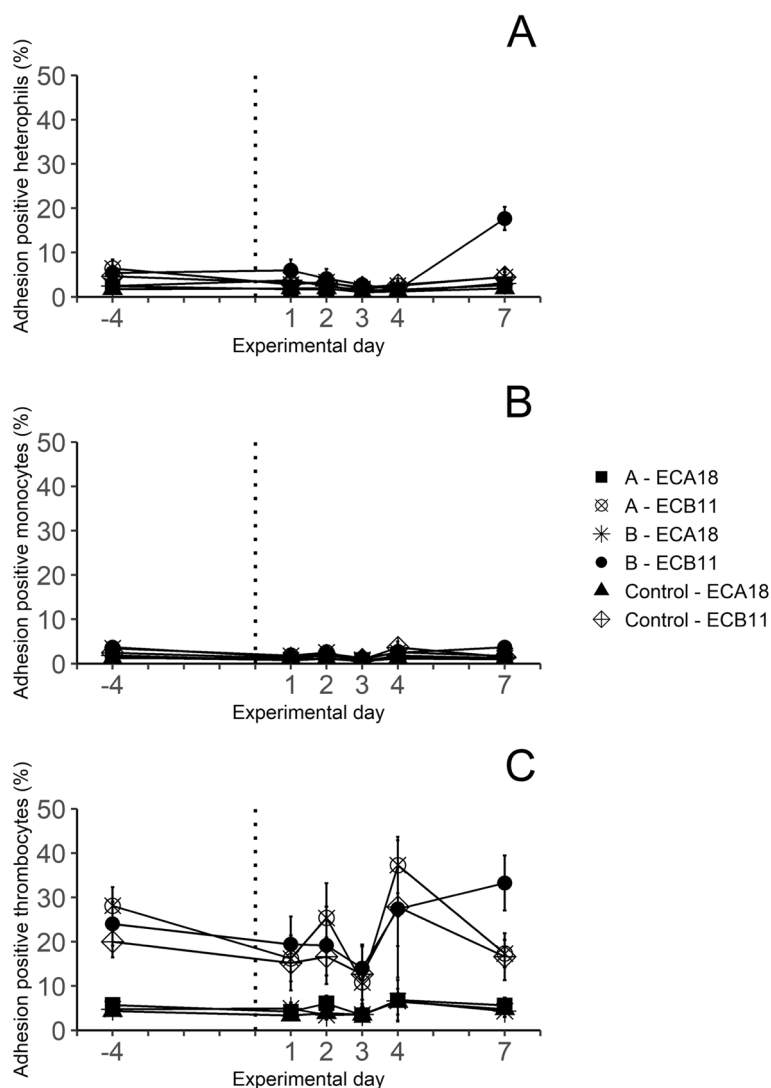 A
Adhesion positive heterophils (%)
50
40
30
20
10
0
-4 1 2 3 4 7
Experimental day
B
Adhesion positive monocytes (%)
50
40
30
20
10
0
-4 1 2 3 4 7
Experimental day
A - ECA18
A - ECB11
B - ECA18
B - ECB11
Control - ECA18
Control - ECB11
C
Adhesion positive thrombocytes (%)
50
40
30
20
10
0
-4 1 2 3 4 7
Experimental day